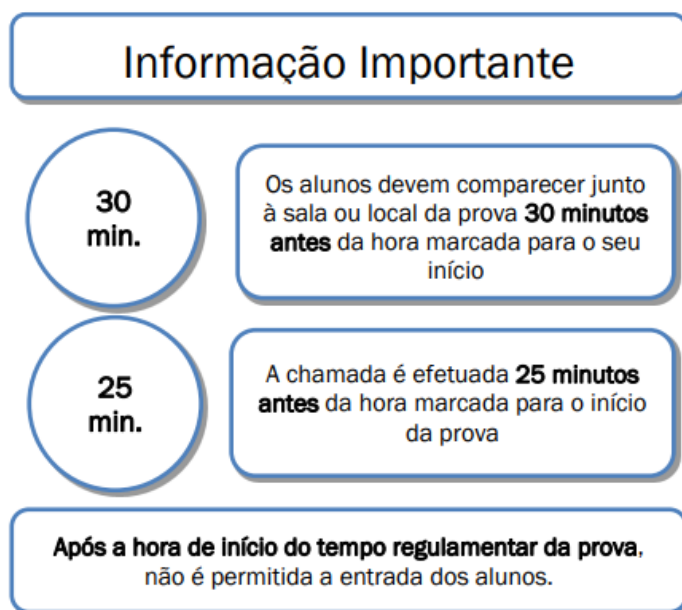 Informação Importante
30
min.
Os alunos devem comparecer junto
à sala ou local da prova 30 minutos
antes da hora marcada para o seu
início
25
min.
A chamada é efetuada 25 minutos
antes da hora marcada para o início
da prova
Após a hora de início do tempo regulamentar da prova,
não é permitida a entrada dos alunos.